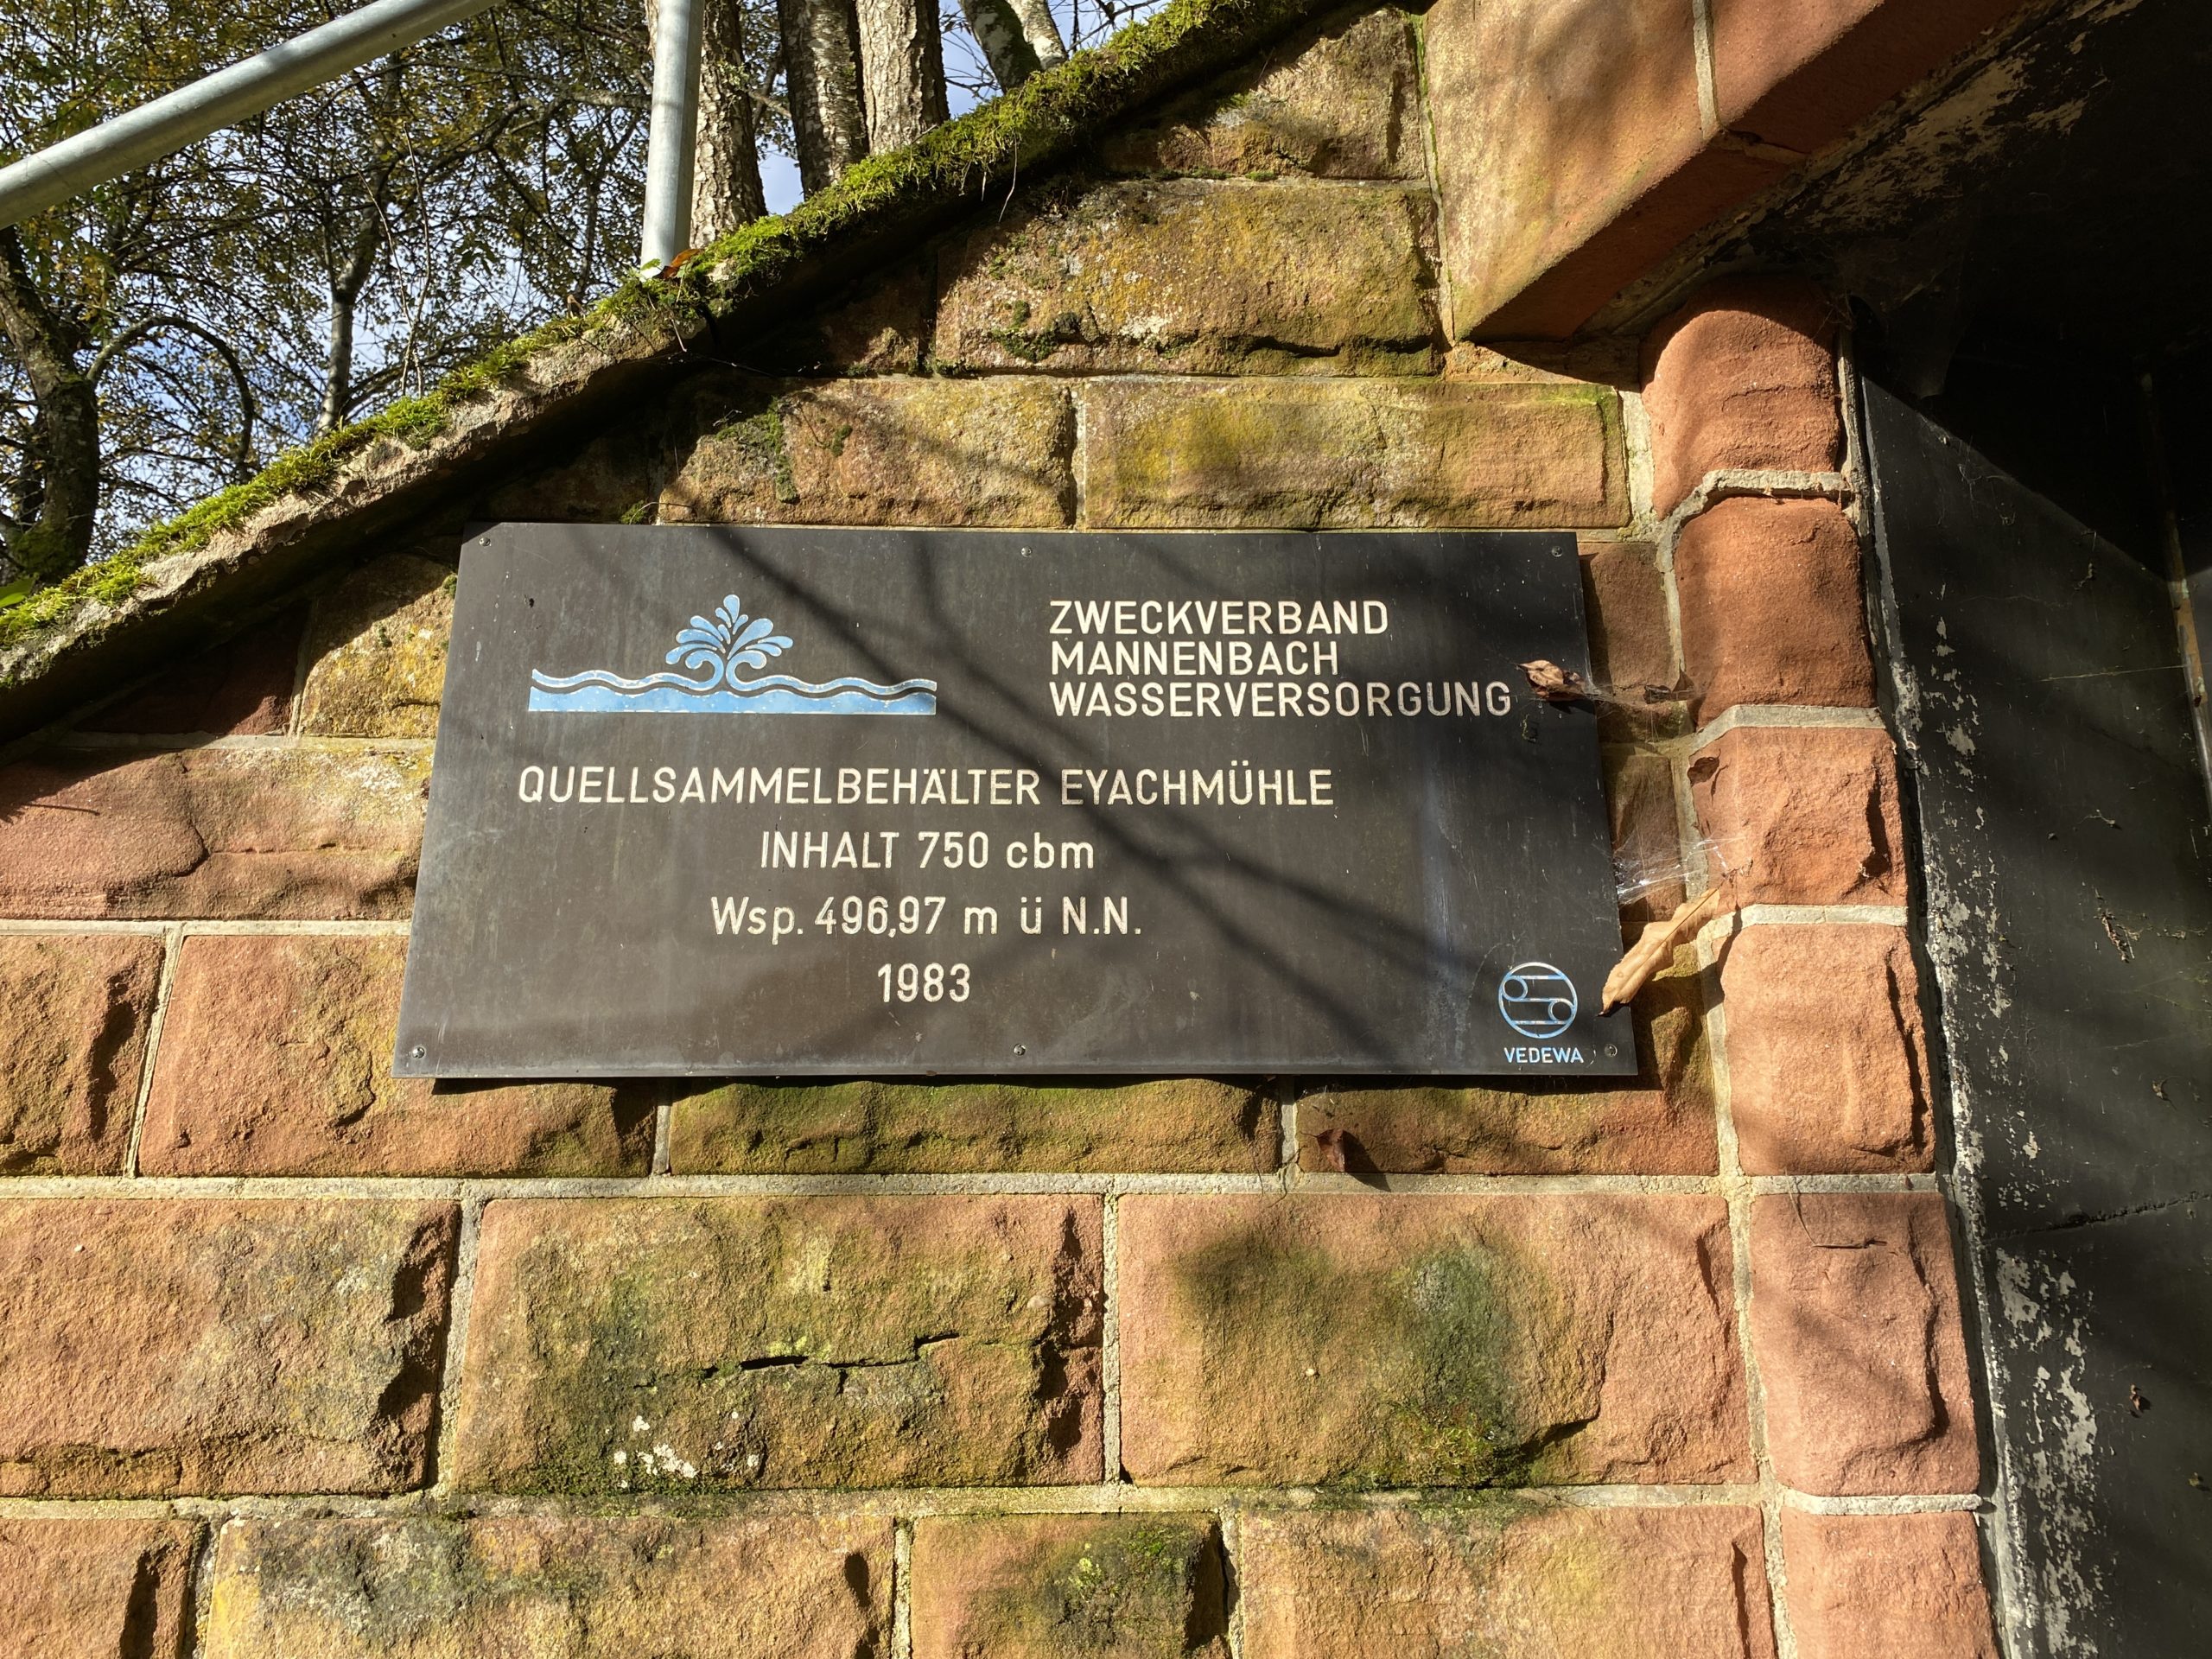 ZWECKVERBAND
MANNENBACH
WASSERVERSORGUNG
QUELLSAMMELBEHÄLTER EYACHMÜHLE
INHALT 750 cbm
Wsp. 496,97 m ü N.N.
1983
VEDEWA